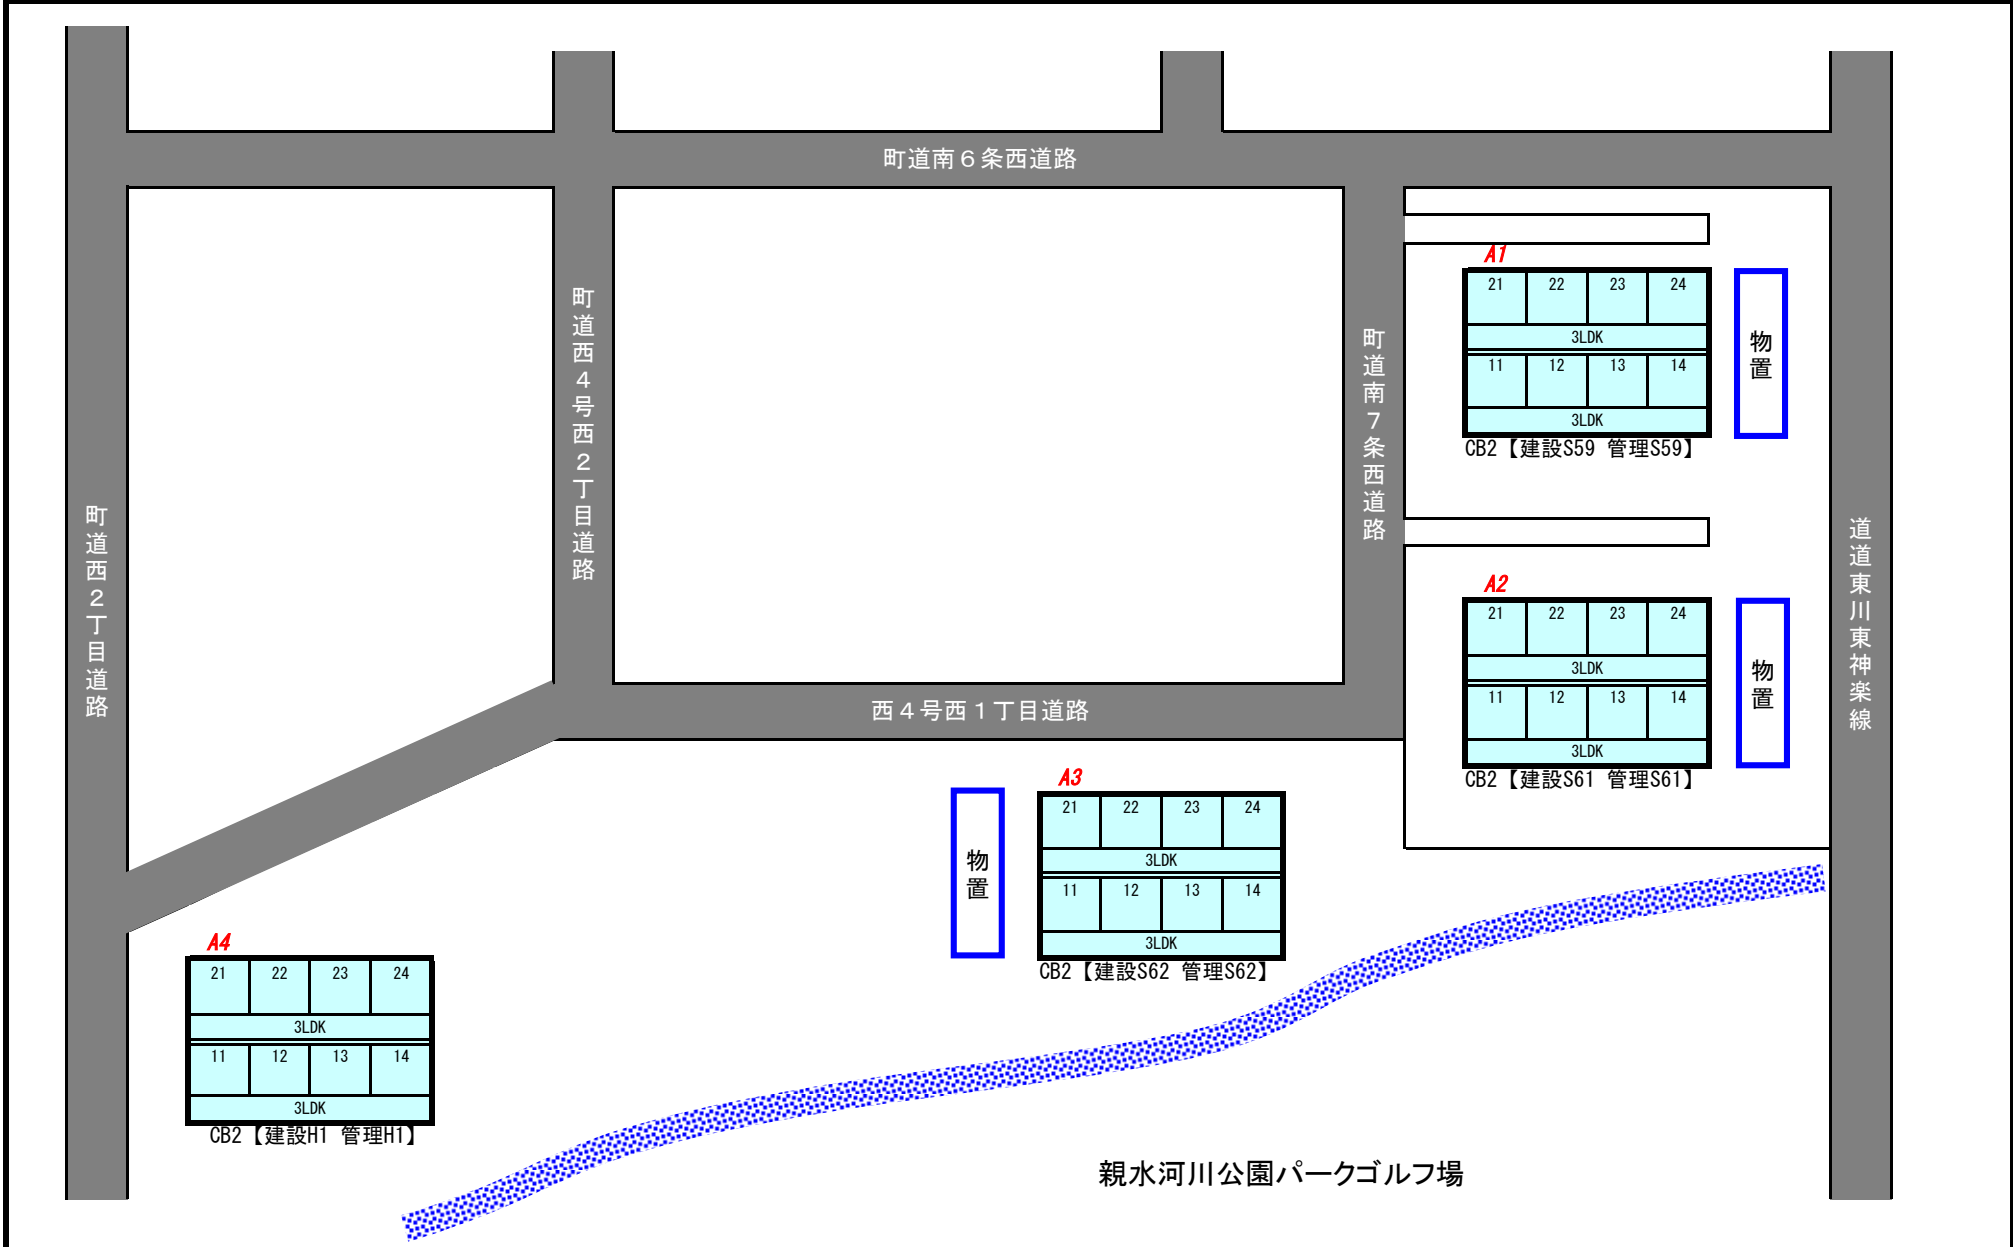 町道南６条西道路
町道西２丁目道路
町道西４号西２丁目道路
町道南７条西道路
道道東川東神楽線
西４号西１丁目道路
A1
21 22 23 24
3LDK
11 12 13 14
3LDK
CB2【建設S59 管理S59】
物置
A2
21 22 23 24
3LDK
11 12 13 14
3LDK
CB2【建設S61 管理S61】
物置
A3
21 22 23 24
3LDK
11 12 13 14
3LDK
CB2【建設S62 管理S62】
物置
A4
21 22 23 24
3LDK
11 12 13 14
3LDK
CB2【建設H1 管理H1】
親水河川公園パークゴルフ場